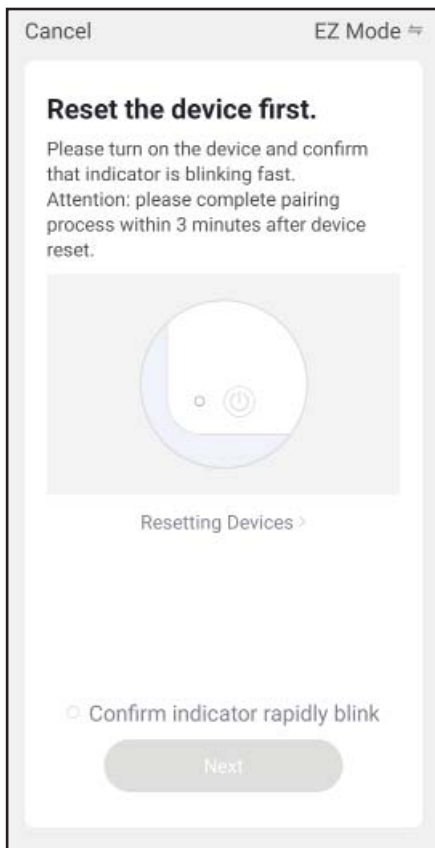 Cancel
EZ Mode ⇋
Reset the device first.
Please turn on the device and confirm
that indicator is blinking fast.
Attention: please complete pairing
process within 3 minutes after device
reset.
Resetting Devices >
Confirm indicator rapidly blink
Next